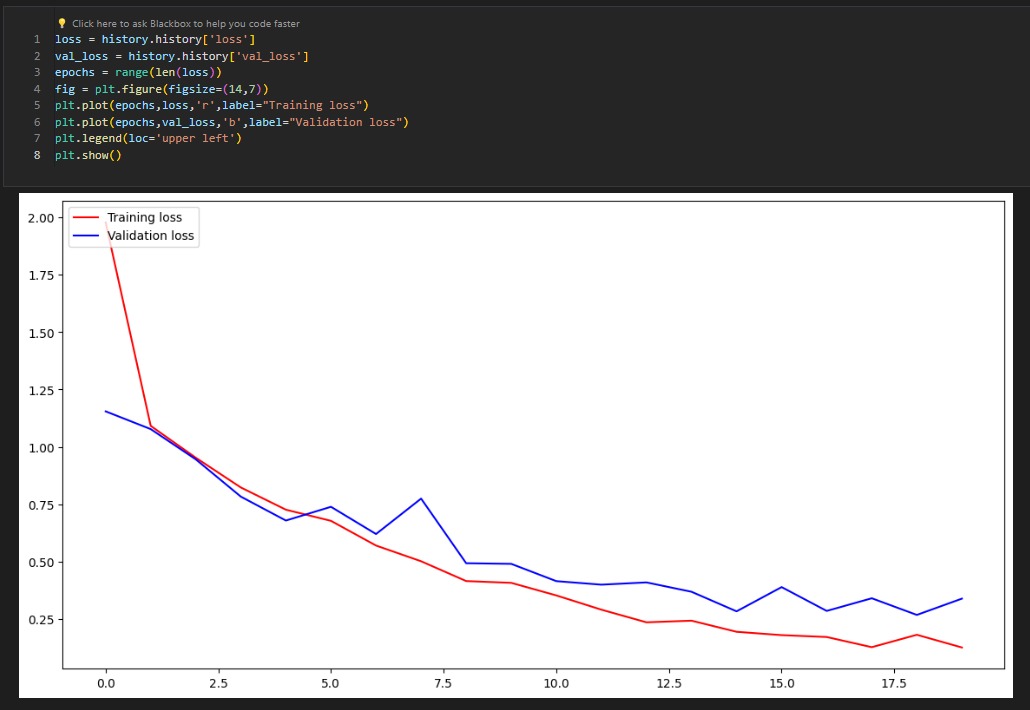 💡 Click here to ask Blackbox to help you code faster
1 loss = history.history['loss']
2 val_loss = history.history['val_loss']
3 epochs = range(len(loss))
4 fig = plt.figure(figsize=(14,7))
5 plt.plot(epochs,loss,'r',label="Training loss")
6 plt.plot(epochs,val_loss,'b',label="Validation loss")
7 plt.legend(loc='upper left')
8 plt.show()
Training loss
Validation loss
2.00
1.75
1.50
1.25
1.00
0.75
0.50
0.25
0.0 2.5 5.0 7.5 10.0 12.5 15.0 17.5